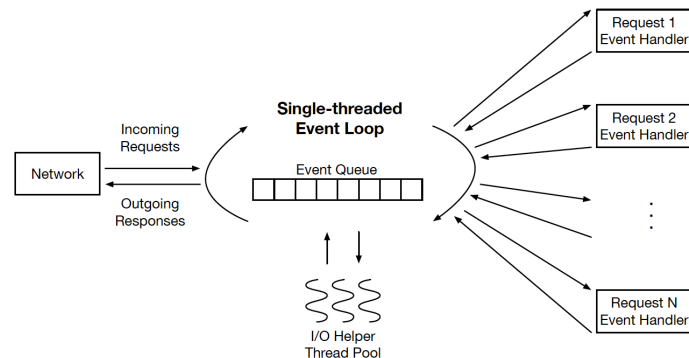 Request 1
Event Handler
Single-threaded
Event Loop
Incoming
Requests
Request 2
Event Handler
Network
Event Queue
Outgoing
Responses
I/O Helper
Thread Pool
Request N
Event Handler